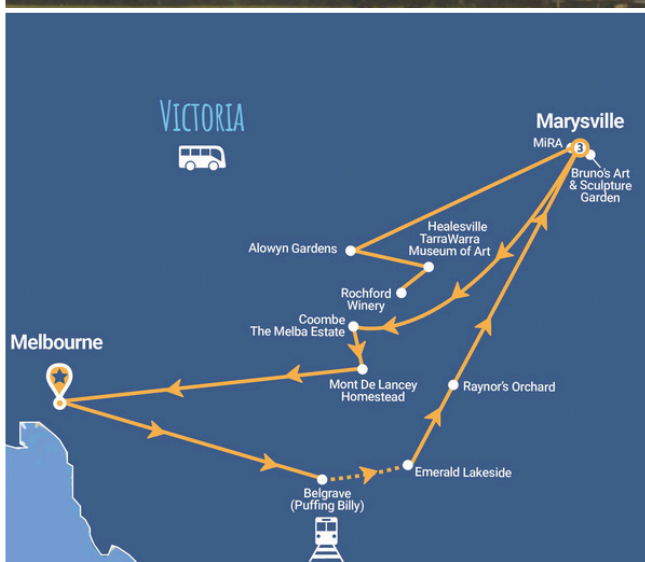 VICTORIA
Marysville
MiRA
3
Bruno's Art
& Sculpture
Garden
Healesville
TarraWarra
Museum of Art
Alowyn Gardens
Rochford
Winery
Coombe
The Melba Estate
Melbourne
Mont De Lancey
Homestead
Raynor's Orchard
Emerald Lakeside
Belgrave
(Puffing Billy)